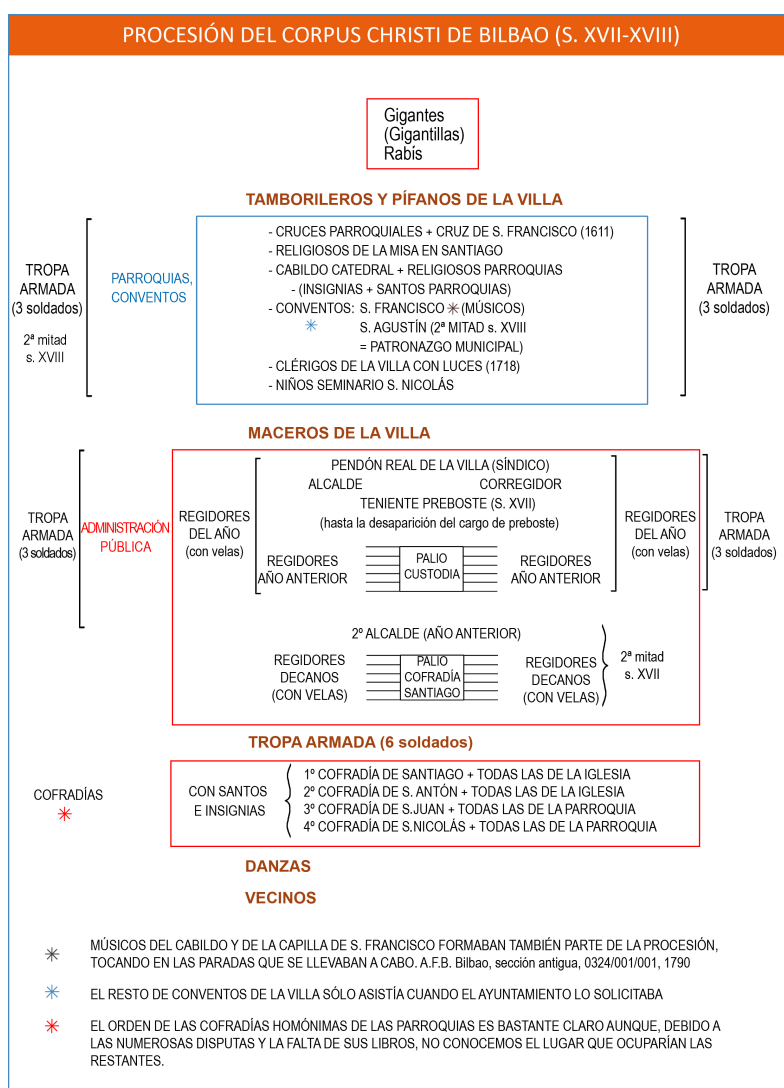 PROCESIÓN DEL CORPUS CHRISTI DE BILBAO (S. XVII-XVIII)
Gigantes
(Gigantillas)
Rabís
TAMBORILEROS Y PÍFANOS DE LA VILLA
TROPA
ARMADA
(3 soldados)
2ª mitad
s. XVIII
PARROQUIAS,
CONVENTOS
- CRUCES PARROQUIALES + CRUZ DE S. FRANCISCO (1611)
- RELIGIOSOS DE LA MISA EN SANTIAGO
- CABILDO CATEDRAL + RELIGIOSOS PARROQUIAS
- (INSIGNIAS + SANTOS PARROQUIAS)
- CONVENTOS: S. FRANCISCO ✳ (MÚSICOS)
✳ S. AGUSTÍN (2ª MITAD s. XVIII
= PATRONAZGO MUNICIPAL)
- CLÉRIGOS DE LA VILLA CON LUCES (1718)
- NIÑOS SEMINARIO S. NICOLÁS
TROPA
ARMADA
(3 soldados)
MACEROS DE LA VILLA
TROPA
ARMADA
(3 soldados)
ADMINISTRACIÓN
PÚBLICA
REGIDORES
DEL AÑO
(con velas)
PENDÓN REAL DE LA VILLA (SÍNDICO)
ALCALDE CORREGIDOR
TENIENTE PREBOSTE (S. XVII)
(hasta la desaparición del cargo de preboste)
REGIDORES
AÑO ANTERIOR
PALIO
CUSTODIA
REGIDORES
AÑO ANTERIOR
REGIDORES
DEL AÑO
(con velas)
TROPA
ARMADA
(3 soldados)
2º ALCALDE (AÑO ANTERIOR)
REGIDORES
DECANOS
(CON VELAS)
PALIO
COFRADÍA
SANTIAGO
REGIDORES
DECANOS
(CON VELAS)
2ª mitad
s. XVII
TROPA ARMADA (6 soldados)
COFRADÍAS
✳
CON SANTOS
E INSIGNIAS
1º COFRADÍA DE SANTIAGO + TODAS LAS DE LA IGLESIA
2º COFRADÍA DE S. ANTÓN + TODAS LAS DE LA IGLESIA
3º COFRADÍA DE S.JUAN + TODAS LAS DE LA PARROQUIA
4º COFRADÍA DE S.NICOLÁS + TODAS LAS DE LA PARROQUIA
DANZAS
VECINOS
✳ MÚSICOS DEL CABILDO Y DE LA CAPILLA DE S. FRANCISCO FORMABAN TAMBIÉN PARTE DE LA PROCESIÓN,
TOCANDO EN LAS PARADAS QUE SE LLEVABAN A CABO. A.F.B. Bilbao, sección antigua, 0324/001/001, 1790
✳ EL RESTO DE CONVENTOS DE LA VILLA SÓLO ASISTÍA CUANDO EL AYUNTAMIENTO LO SOLICITABA
✳ EL ORDEN DE LAS COFRADÍAS HOMÓNIMAS DE LAS PARROQUIAS ES BASTANTE CLARO AUNQUE, DEBIDO A
LAS NUMEROSAS DISPUTAS Y LA FALTA DE SUS LIBROS, NO CONOCEMOS EL LUGAR QUE OCUPARÍAN LAS
RESTANTES.